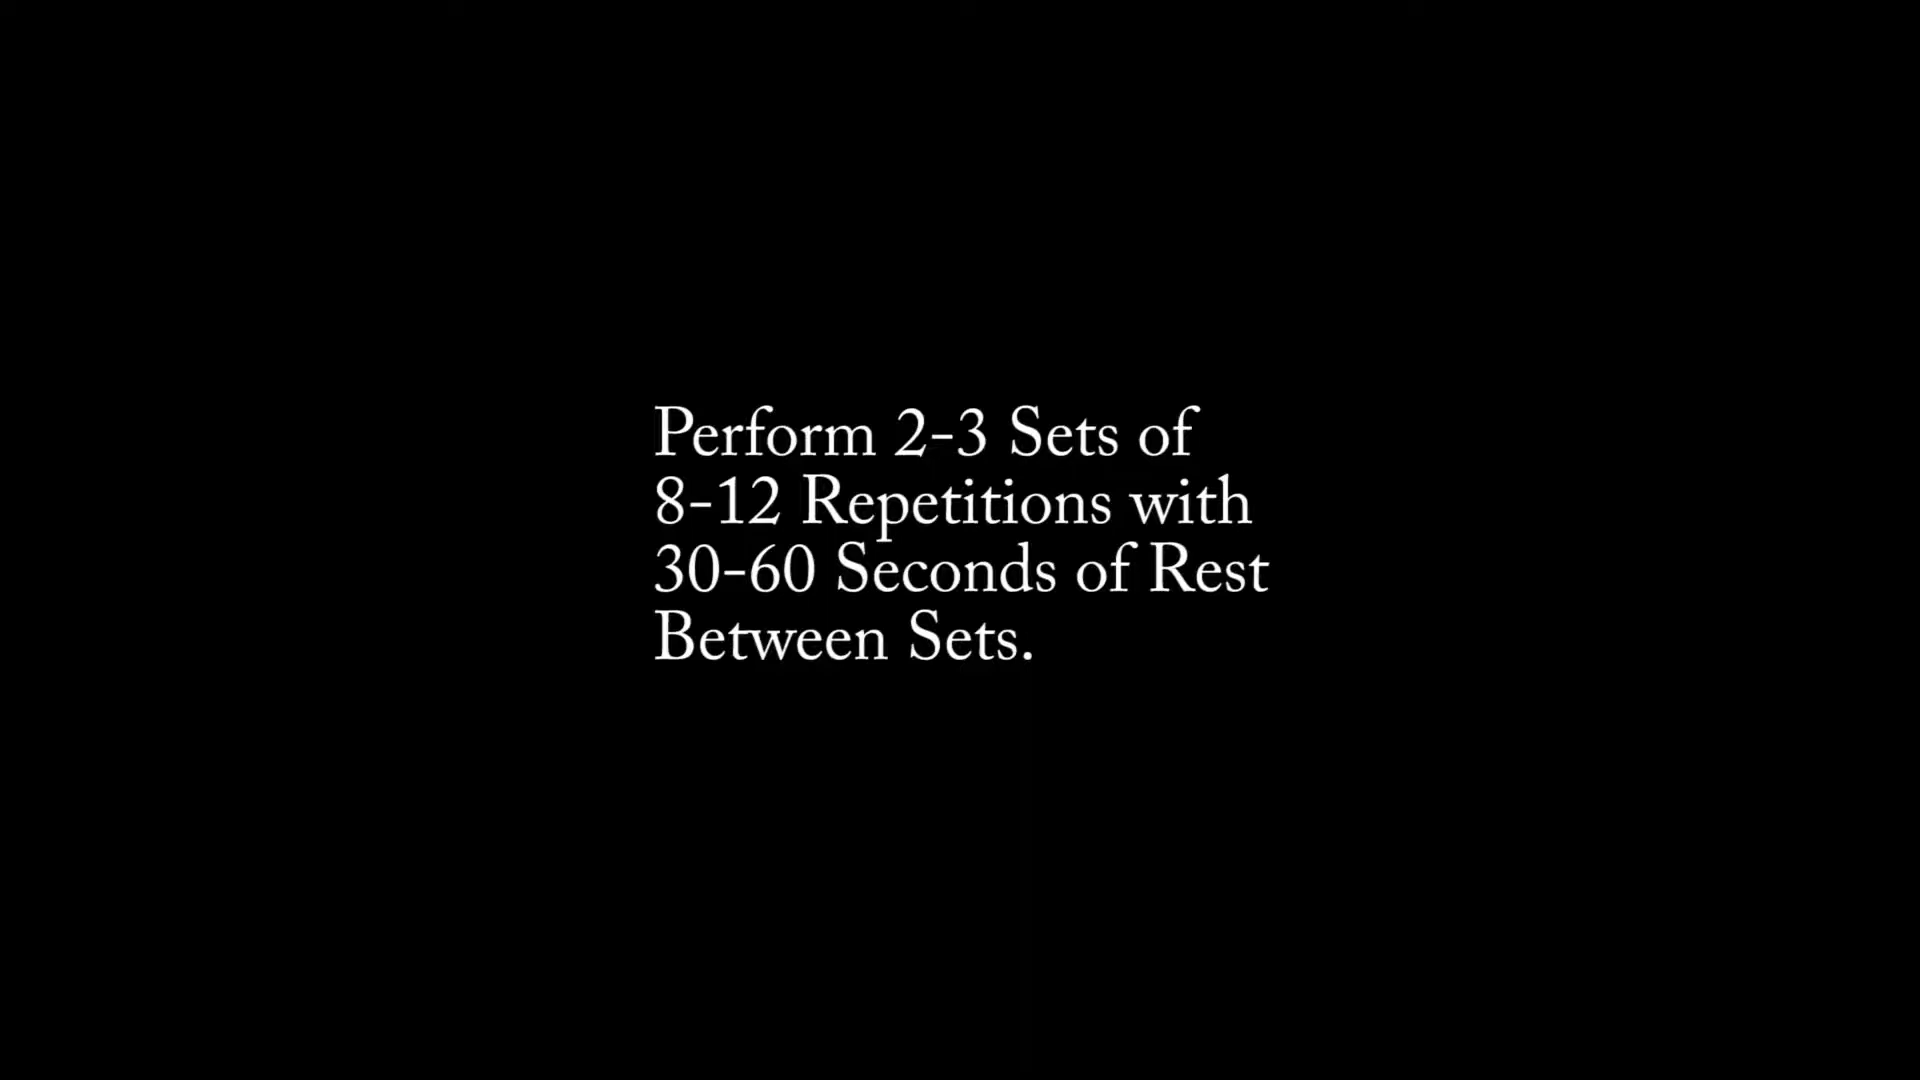 Perform 2-3 Sets of
8-12 Repetitions with
30-60 Seconds of Rest
Between Sets.